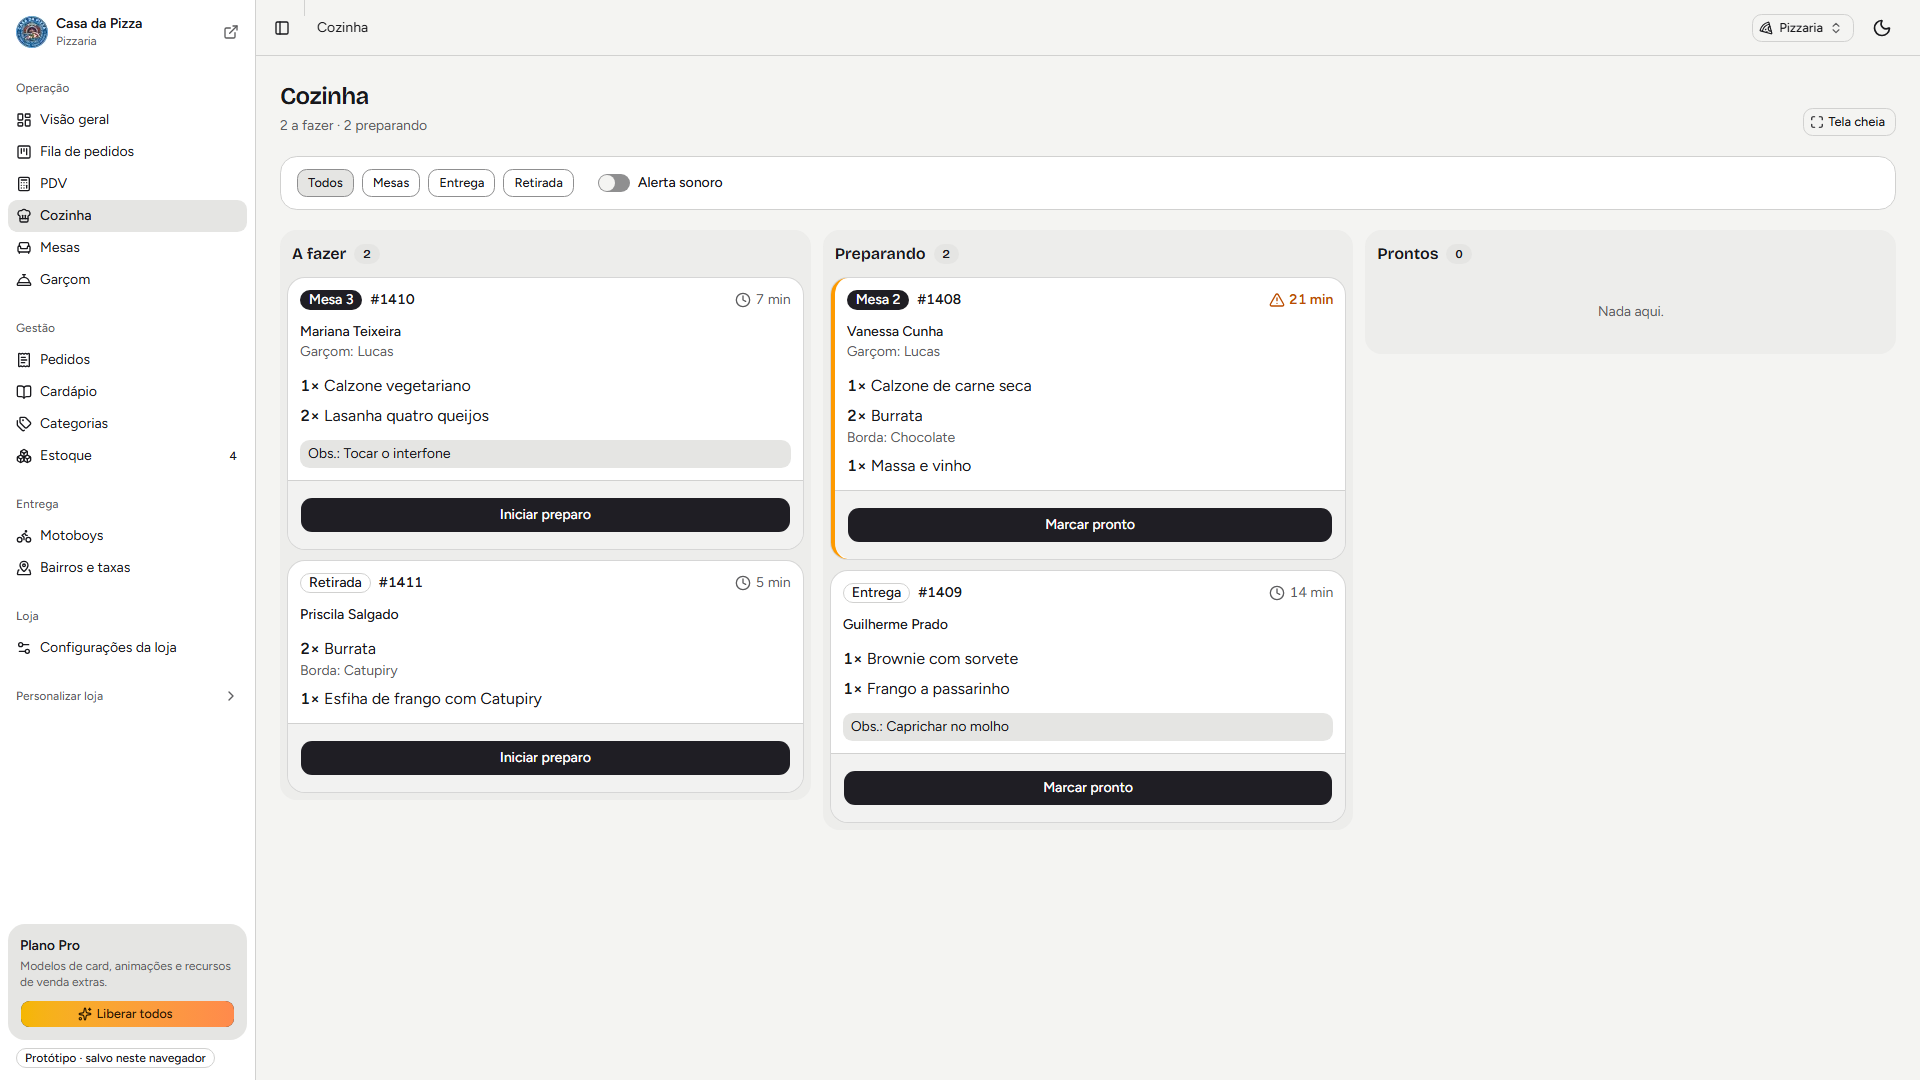 Casa da Pizza
Pizzaria
Operação
Visão geral
Fila de pedidos
PDV
Cozinha
Mesas
Garçom
Gestão
Pedidos
Cardápio
Categorias
Estoque 4
Entrega
Motoboys
Bairros e taxas
Loja
Configurações da loja
Personalizar loja
Plano Pro
Modelos de card, animações e recursos
de venda extras.
Liberar todos
Protótipo · salvo neste navegador
Cozinha
Pizzaria
Cozinha
2 a fazer · 2 preparando
Tela cheia
Todos Mesas Entrega Retirada Alerta sonoro
A fazer 2
Mesa 3 #1410 7 min
Mariana Teixeira
Garçom: Lucas
1× Calzone vegetariano
2× Lasanha quatro queijos
Obs.: Tocar o interfone
Iniciar preparo
Retirada #1411 5 min
Priscila Salgado
2× Burrata
Borda: Catupiry
1× Esfiha de frango com Catupiry
Iniciar preparo
Preparando 2
Mesa 2 #1408 21 min
Vanessa Cunha
Garçom: Lucas
1× Calzone de carne seca
2× Burrata
Borda: Chocolate
1× Massa e vinho
Marcar pronto
Entrega #1409 14 min
Guilherme Prado
1× Brownie com sorvete
1× Frango a passarinho
Obs.: Caprichar no molho
Marcar pronto
Prontos 0
Nada aqui.